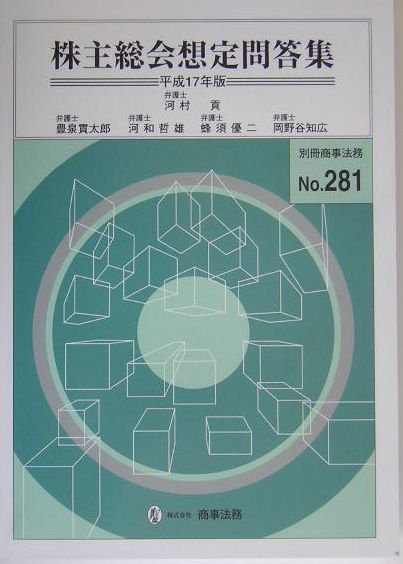 株主総会想定問答集
平成17年版
弁護士
河村 貢
弁護士 弁護士 弁護士 弁護士
豊泉貫太郎 河和哲雄 蜂須優二 岡野谷知広
別冊商事法務
No.281
株式会社 商事法務